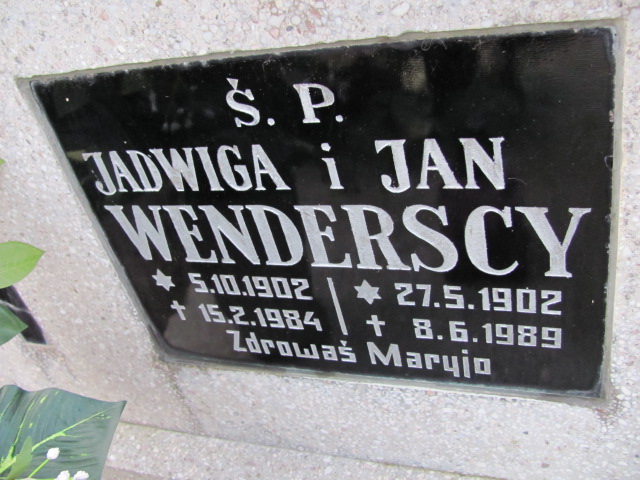 Ś. P.
JADWIGA i JAN
WENDERSCY
* 5.10.1902 * 27.5.1902
† 15.2.1984 † 8.6.1989
Zdrowaś Maryjo